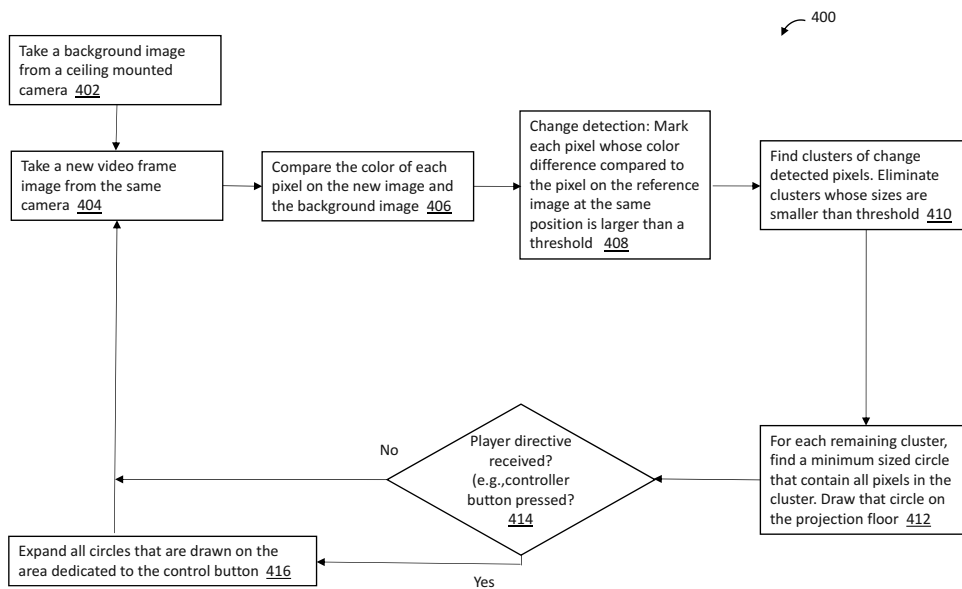 400
Take a background image
from a ceiling mounted
camera 402
Take a new video frame
image from the same
camera 404
Compare the color of each
pixel on the new image and
the background image 406
Change detection: Mark
each pixel whose color
difference compared to
the pixel on the reference
image at the same
position is larger than a
threshold 408
Find clusters of change
detected pixels. Eliminate
clusters whose sizes are
smaller than threshold 410
For each remaining cluster,
find a minimum sized circle
that contain all pixels in the
cluster. Draw that circle on
the projection floor 412
Player directive
received?
(e.g.,controller
button pressed?
414
No
Yes
Expand all circles that are drawn on the
area dedicated to the control button 416